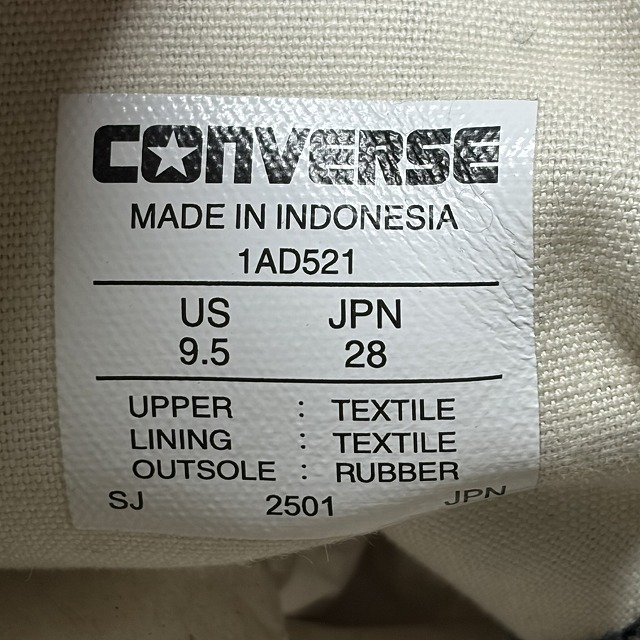 CONVERSE
MADE IN INDONESIA
1AD521
US JPN
9.5 28
UPPER : TEXTILE
LINING : TEXTILE
OUTSOLE : RUBBER
SJ 2501 JPN